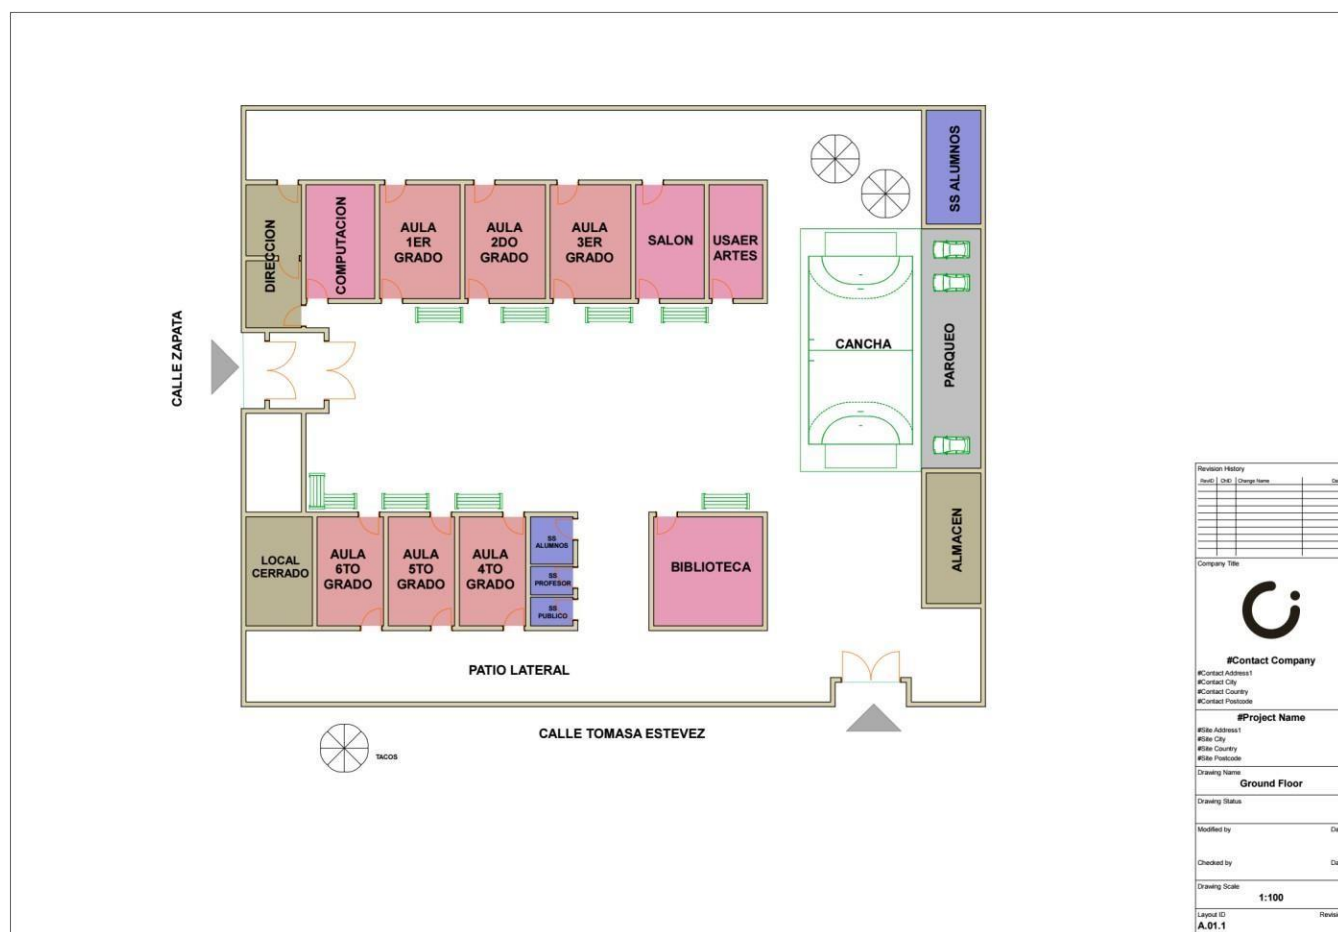 SS ALUMNOS
DIRECCION
COMPUTACION
AULA
1ER
GRADO
AULA
2DO
GRADO
AULA
3ER
GRADO
SALON
USAER
ARTES
CALLE ZAPATA
CANCHA
PARQUEO
ALMACEN
LOCAL
CERRADO
AULA
6TO
GRADO
AULA
5TO
GRADO
AULA
4TO
GRADO
SS
ALUMNOS
SS
PROFESOR
SS
PUBLICO
BIBLIOTECA
PATIO LATERAL
CALLE TOMASA ESTEVEZ
TACOS
Revision History
RevID ChID Change Name
Company Title
#Contact Company
#Contact Address1
#Contact City
#Contact Country
#Contact Postcode
#Project Name
#Site Address1
#Site City
#Site Country
#Site Postcode
Drawing Name
Ground Floor
Drawing Status
Modified by
Checked by
Drawing Scale
1:100
Layout ID
A.01.1